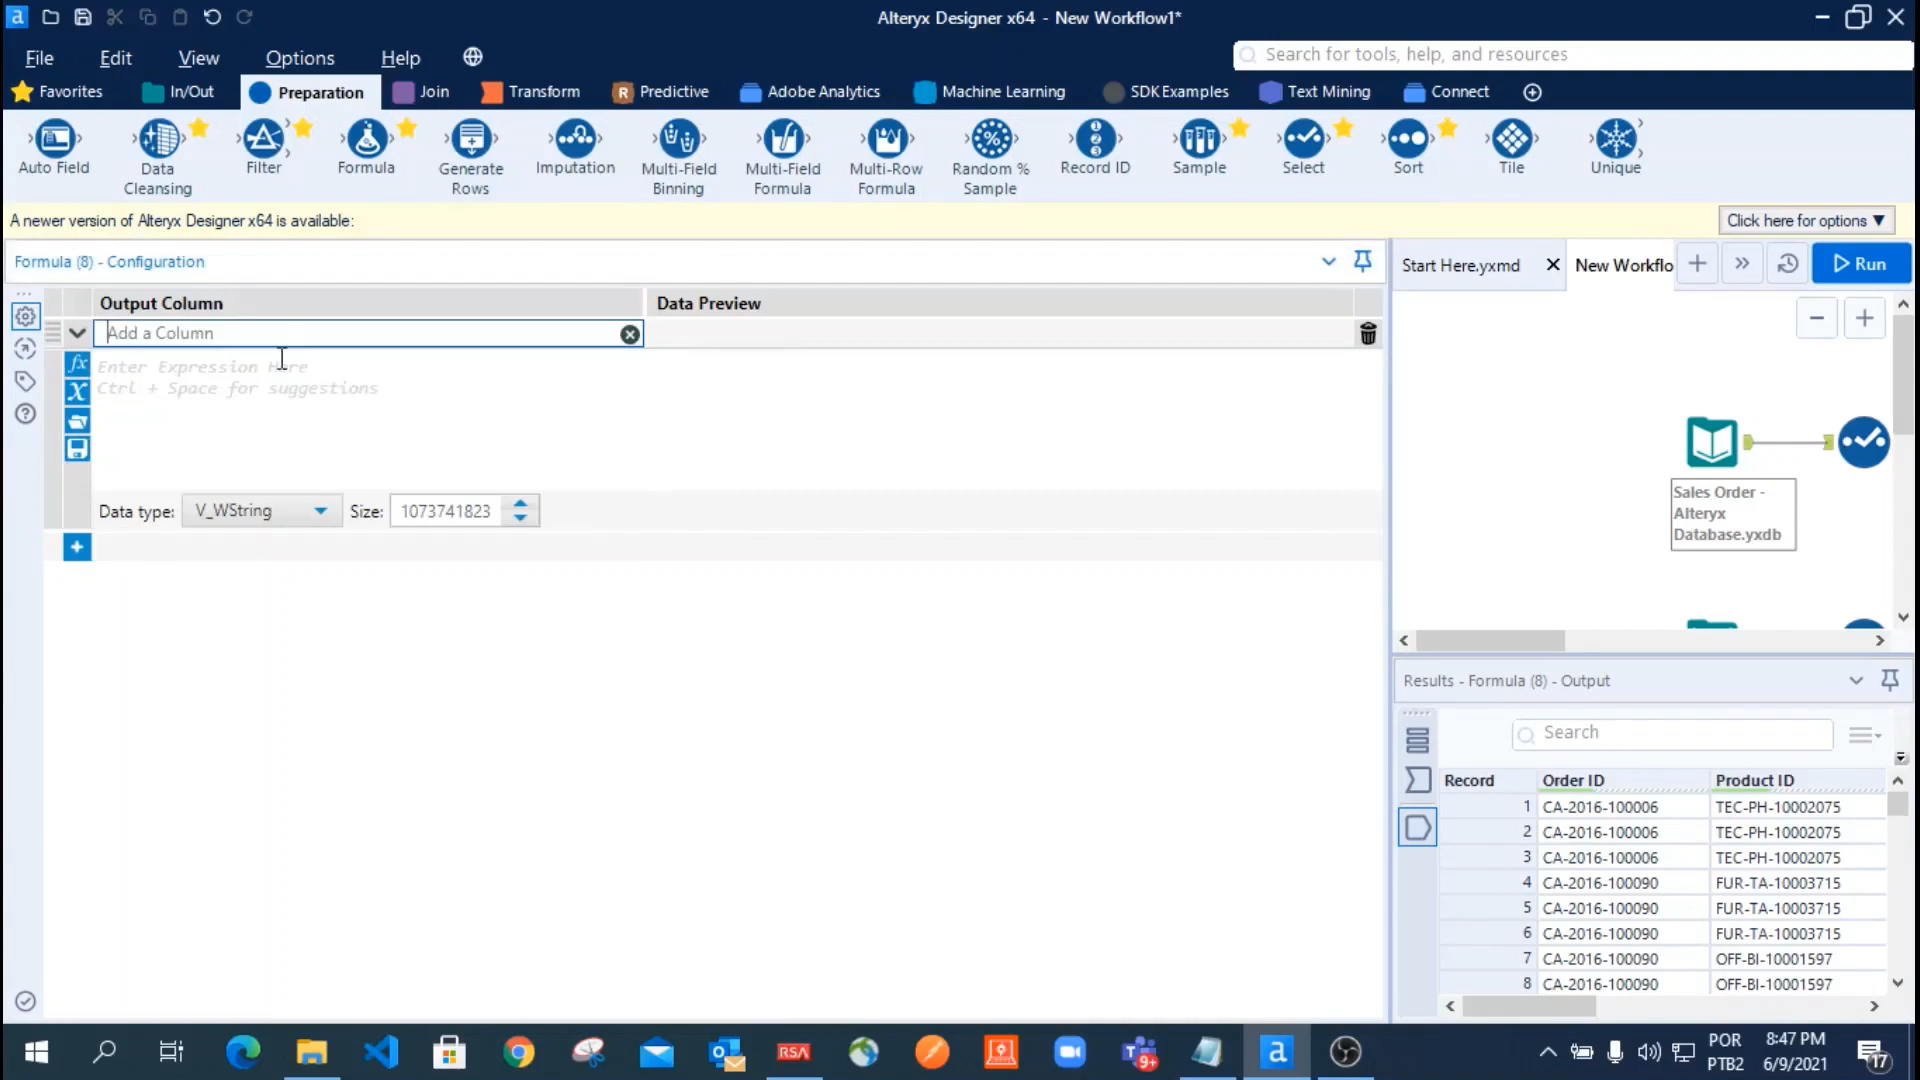 Alteryx Designer x64 - New Workflow1*
File Edit View Options Help
Search for tools, help, and resources
Favorites In/Out Preparation Join Transform Predictive Adobe Analytics Machine Learning SDKExamples Text Mining Connect
Auto Field
Data Cleansing
Filter
Formula
Generate Rows
Imputation
Multi-Field Binning
Multi-Field Formula
Multi-Row Formula
Random % Sample
Record ID
Sample
Select
Sort
Tile
Unique
A newer version of Alteryx Designer x64 is available:
Click here for options ▼
Formula (8) - Configuration
Output Column Data Preview
Add a Column
Enter Expression Here
Ctrl + Space for suggestions
Data type: V_WString Size: 1073741823
Start Here.yxmd
New Workflo
Run
Sales Order -
Alteryx
Database.yxdb
Results - Formula (8) - Output
Search
Record Order ID Product ID
1 CA-2016-100006 TEC-PH-10002075
2 CA-2016-100006 TEC-PH-10002075
3 CA-2016-100006 TEC-PH-10002075
4 CA-2016-100090 FUR-TA-10003715
5 CA-2016-100090 FUR-TA-10003715
6 CA-2016-100090 FUR-TA-10003715
7 CA-2016-100090 OFF-BI-10001597
8 CA-2016-100090 OFF-BI-10001597
RSA
9+
POR
PTB2
8:47 PM
6/9/2021
17